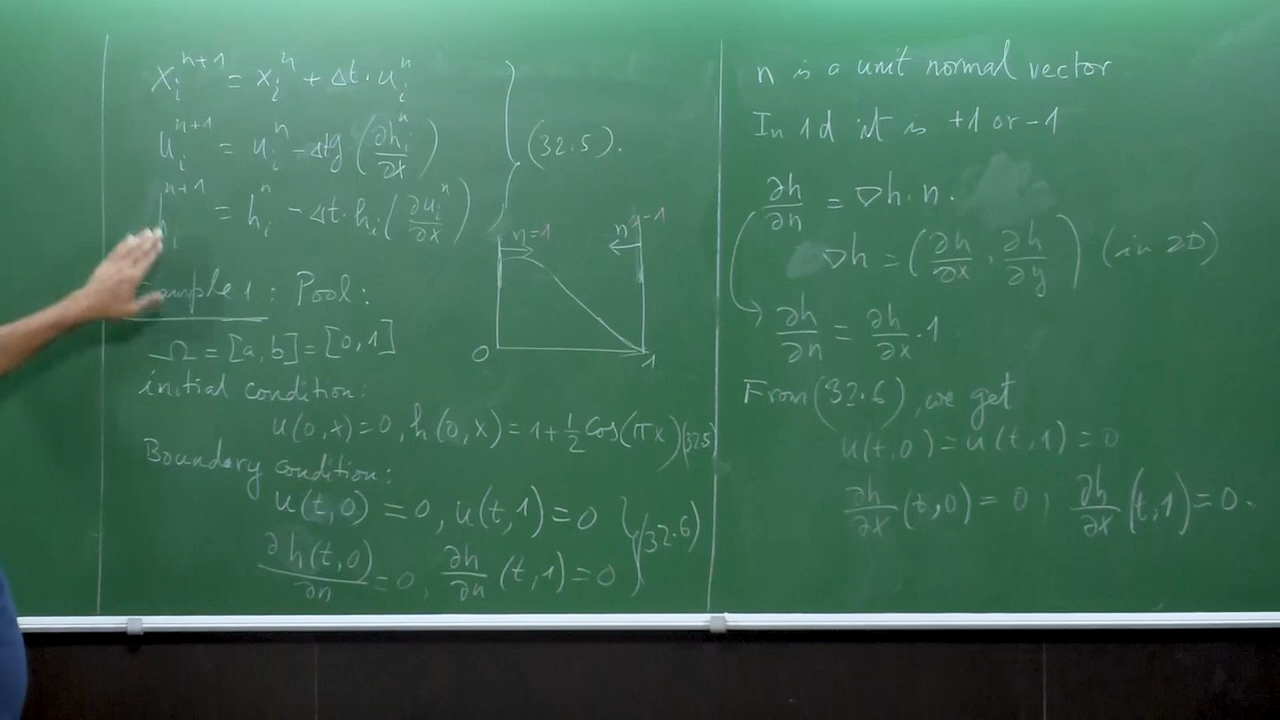 x_i^{n+1} = x_i^n + Δt · u_i^n
u_i^{n+1} = u_i^n - Δtg · (∂h_i^n/∂x)
(32.5).
h_i^{n+1} = h_i^n - Δt · h_i (∂u_i^n/∂x)
n=1
n=-1
0
1
ample 1 : Pool:
Ω = [a,b] = [0,1]
initial condition:
u(0,x)=0, h(0,x) = 1 + 1/2 Cos(πx) (32.5
Boundary condition:
u(t,0) = 0, u(t,1) = 0
(32.6)
∂h(t,0)/∂n = 0, ∂h/∂n (t,1) = 0
n is a unit normal vector
In 1d it is +1 or -1
∂h/∂n = ∇h · n.
∇h = (∂h/∂x, ∂h/∂y) (in 2D)
∂h/∂n = ∂h/∂x · 1
From (32.6), we get
u(t,0) = u(t,1) = 0
∂h/∂x (t,0) = 0, ∂h/∂x (t,1) = 0.